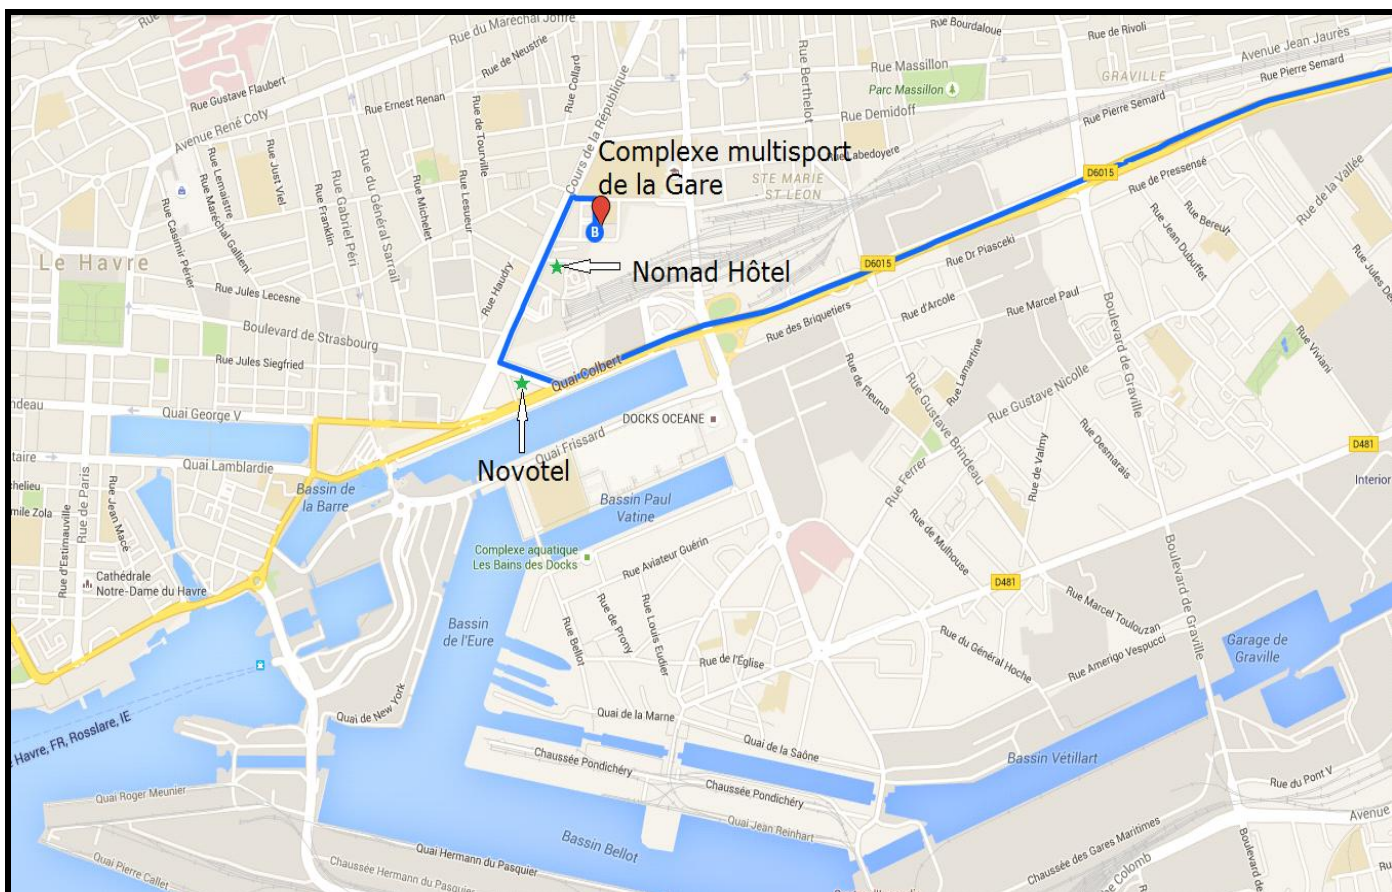 Rue du Maréchal Joffre
Rue Bourdaloue
Rue de Rivoli
Avenue Jean Jaurès
Rue de Neustrie
Rue Collard
Cours de la République
Rue Berthelot
Rue Massillon
Parc Massillon
GRAVILLE
Rue Pierre Semard
Rue Pierre Semard
Rue Gustave Flaubert
Rue Ernest Renan
Avenue René Coty
Rue de Tourville
Rue Demidoff
Rue Labedoyere
Complexe multisport
de la Gare
STE MARIE
- ST LEON
D6015
Rue de Pressensé
Rue de la Vallée
Rue Lemaistre
Rue Just Viel
Rue Gabriel Péri
Rue du Général Sarrail
Rue Franklin
Rue Michelet
Rue Lesueur
Rue Maréchal Gallieni
Rue Casimir Périer
B
Rue Bereult
Rue Jean Dubuffet
Le Havre
Rue Haudry
Nomad Hôtel
D6015
Rue Dr Piasceki
Rue Jules Lecesne
Boulevard de Strasbourg
Rue Jules Siegfried
Rue des Briquetiers
Rue d'Arcole
Rue Marcel Paul
Boulevard de Graville
Rue Viviani
Quai Colbert
Rue de Fleurus
Rue Lamartine
Rue Gustave Brindeau
Rue Gustave Nicolle
Quai George V
DOCKS OCEANE
Quai Frissard
Rue Desmarais
Rue de Valmy
D481
Quai Lamblardie
Novotel
Bassin de
la Barre
Bassin Paul
Vatine
Rue Ferrer
Interior
Rue de Paris
Rue Jean Macé
Rue d'Estimauville
Rue de Mulhouse
Complexe aquatique
Les Bains des Docks
Rue Aviateur Guérin
Boulevard de Graville
Cathédrale
Notre-Dame du Havre
D481
Rue Marcel Toulouzan
Bassin
de l'Eure
Rue Bellot
Rue de Prony
Rue Louis Eudier
Rue de l'Église
Rue du Général Hoche
Rue Amerigo Vespucci
Garage de
Graville
Quai de New York
Quai de la Marne
Quai de la Saône
Havre, FR, Rosslare, IE
Chaussée Pondichéry
Chaussée Pondichéry
Bassin Vétillart
Rue du Pont V
Quai Roger Meunier
Quai Jean Reinhart
Avenue
Bassin Bellot
Chaussée des Gares Maritimes
Quai Hermann du Pasquier
Chaussée Hermann du Pasquier
Quai Pierre Callet
Boulevard de